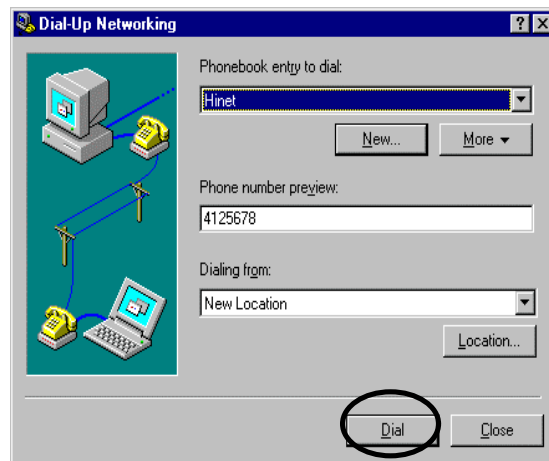 Dial-Up Networking
Phonebook entry to dial:
Hinet
New... More
Phone number preview:
4125678
Dialing from:
New Location
Location...
Dial Close